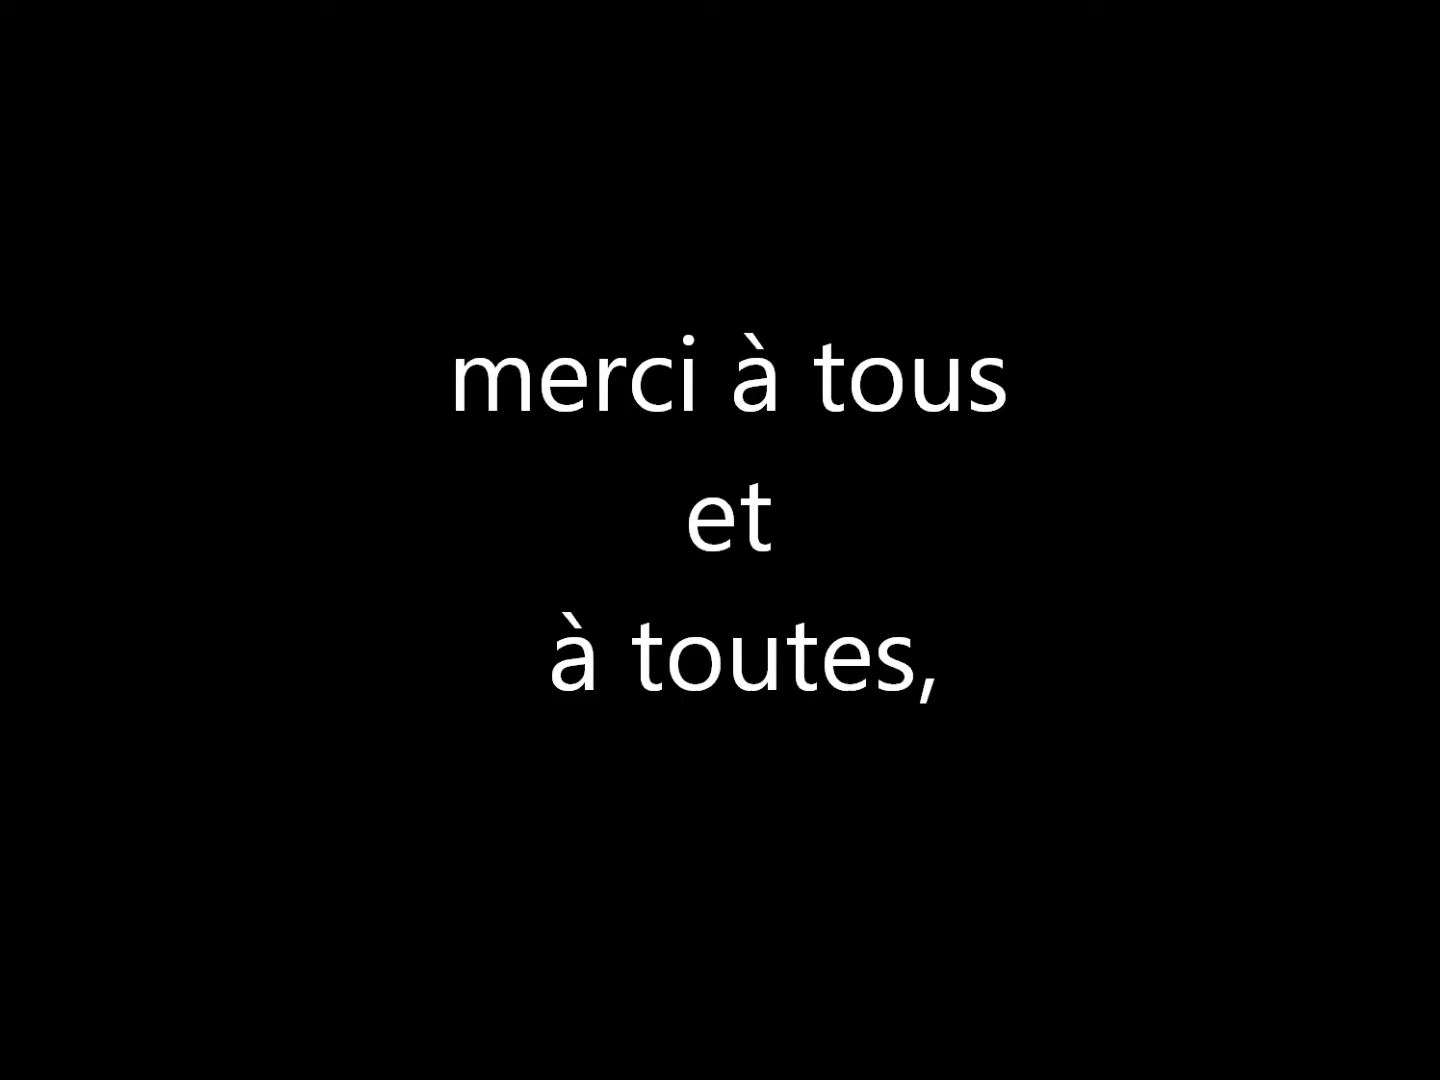 merci à tous
et
à toutes,